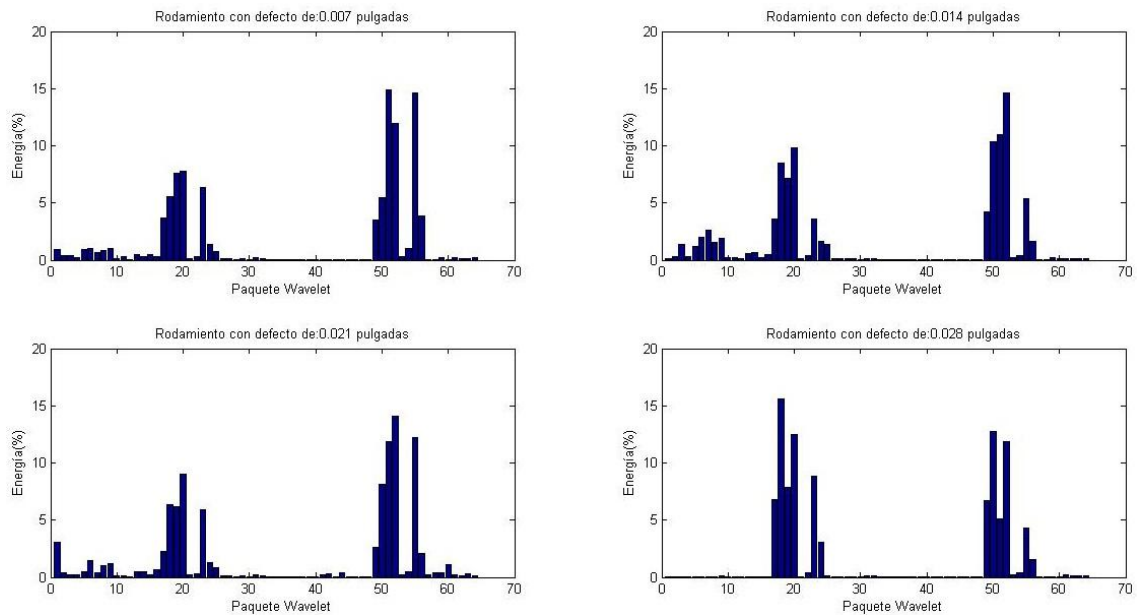 Rodamiento con defecto de:0.007 pulgadas
20
15
10
5
0
Energía(%)
0 10 20 30 40 50 60 70
Paquete Wavelet
Rodamiento con defecto de:0.014 pulgadas
20
15
10
5
0
Energía(%)
0 10 20 30 40 50 60 70
Paquete Wavelet
Rodamiento con defecto de:0.021 pulgadas
20
15
10
5
0
Energía(%)
0 10 20 30 40 50 60 70
Paquete Wavelet
Rodamiento con defecto de:0.028 pulgadas
20
15
10
5
0
Energía(%)
0 10 20 30 40 50 60 70
Paquete Wavelet